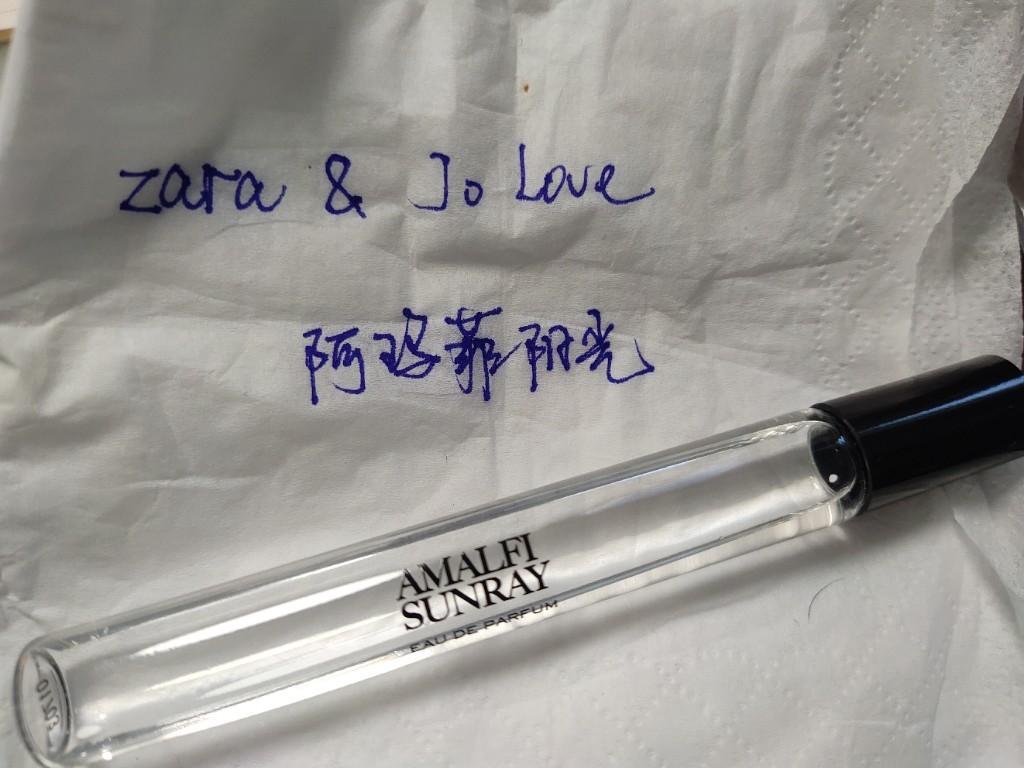 zara & Jo Love
阿玛菲阳光
AMALFI
SUNRAY
EAU DE PARFUM